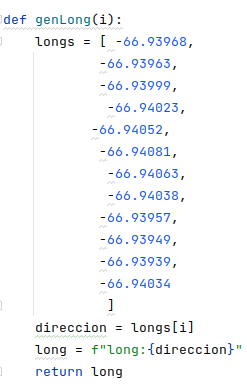 def genLong(i):
    longs = [ -66.93968,
            -66.93963,
            -66.93999,
             -66.94023,
           -66.94052,
            -66.94081,
             -66.94063,
             -66.94038,
            -66.93957,
            -66.93949,
            -66.93939,
            -66.94034
             ]
    direccion = longs[i]
    long = f"long:{direccion}"
    return long